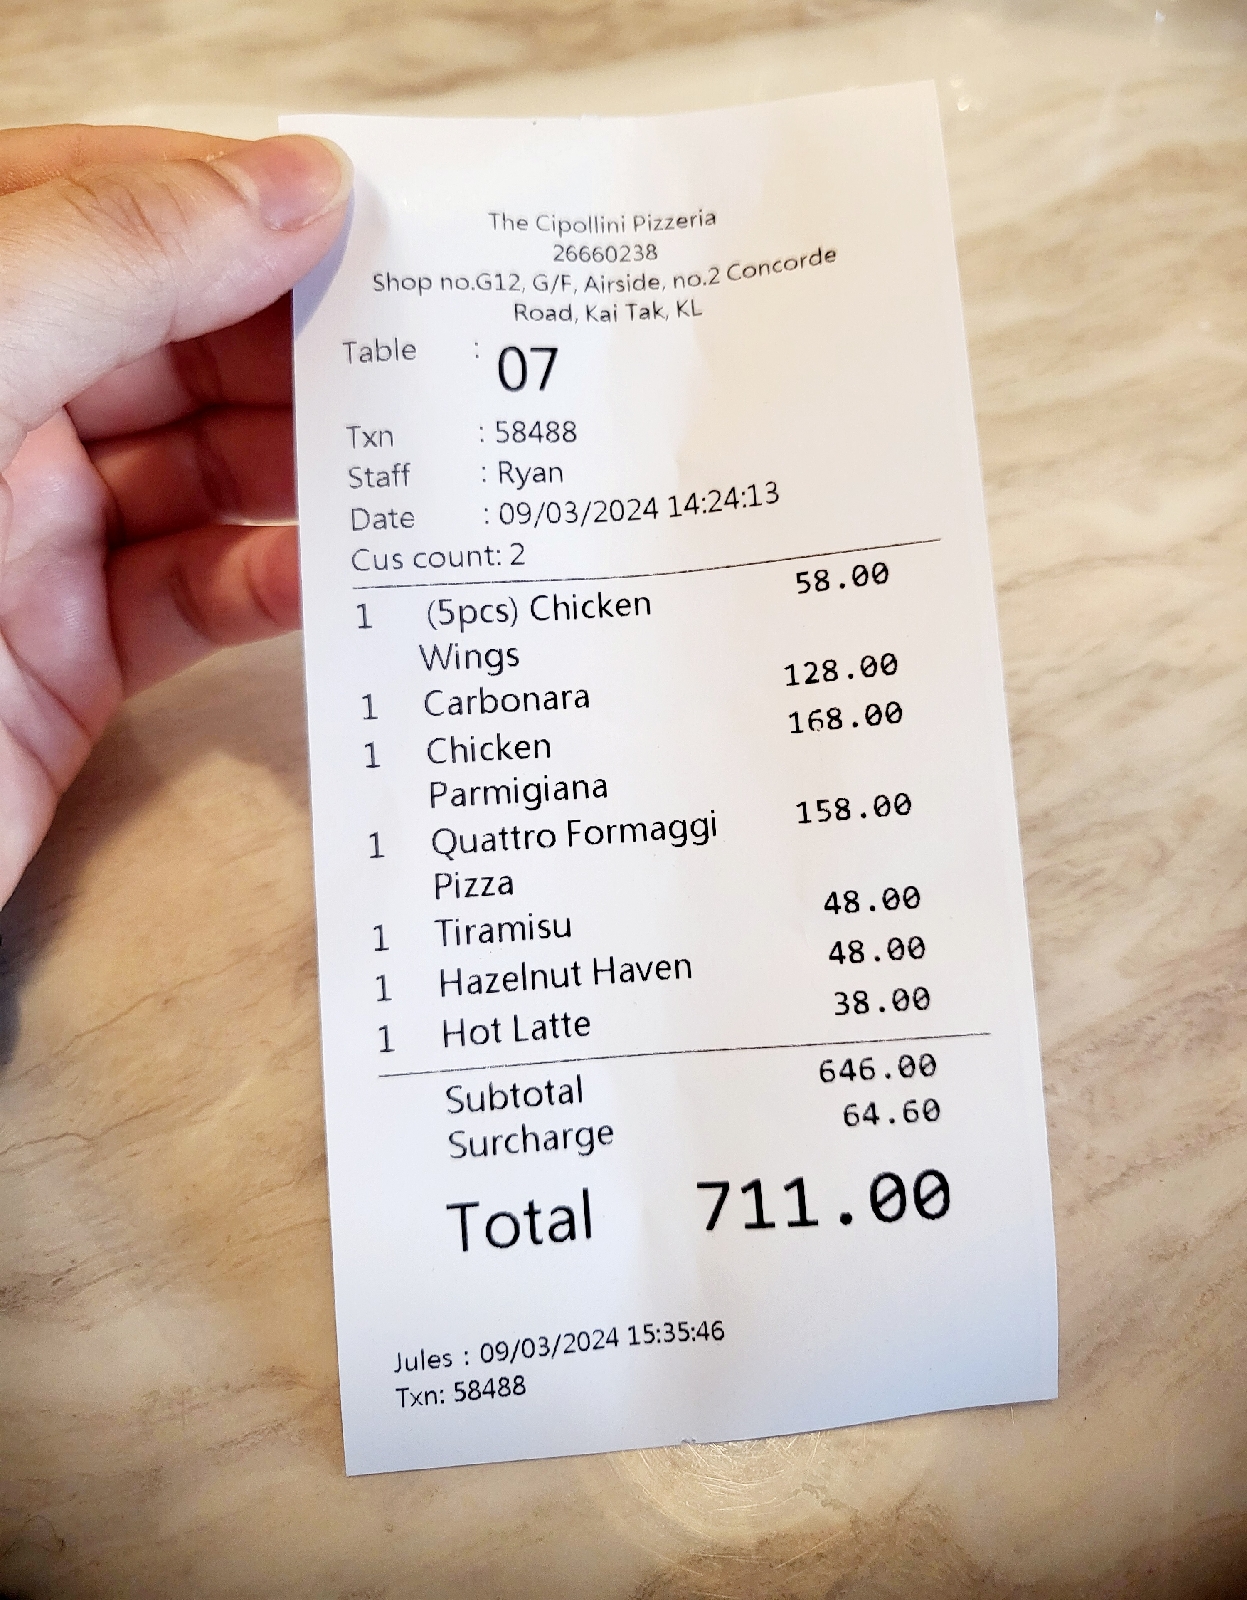 The Cipollini Pizzeria
26660238
Shop no.G12, G/F, Airside, no.2 Concorde
Road, Kai Tak, KL
Table : 07
Txn : 58488
Staff : Ryan
Date : 09/03/2024 14:24:13
Cus count: 2
1 (5pcs) Chicken 58.00
Wings
1 Carbonara 128.00
1 Chicken 168.00
Parmigiana
1 Quattro Formaggi 158.00
Pizza
1 Tiramisu 48.00
1 Hazelnut Haven 48.00
1 Hot Latte 38.00
Subtotal 646.00
Surcharge 64.60
Total 711.00
Jules : 09/03/2024 15:35:46
Txn: 58488